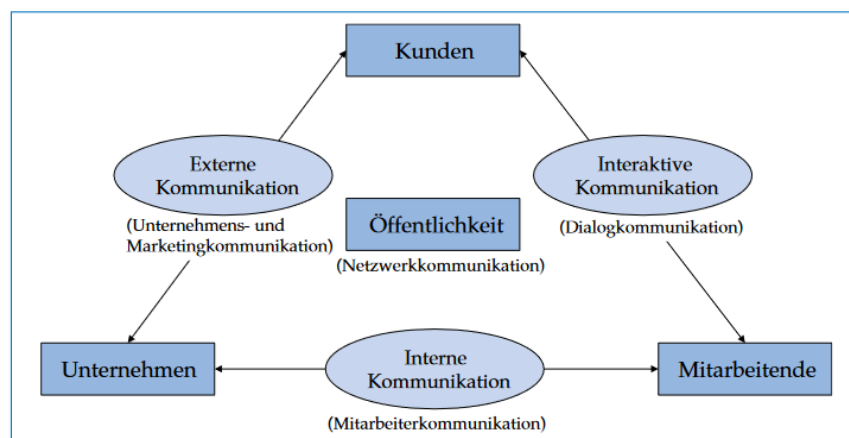 Kunden
Externe
Kommunikation
(Unternehmens- und
Marketingkommunikation)
Interaktive
Kommunikation
(Dialogkommunikation)
Öffentlichkeit
(Netzwerkkommunikation)
Unternehmen
Interne
Kommunikation
(Mitarbeiterkommunikation)
Mitarbeitende